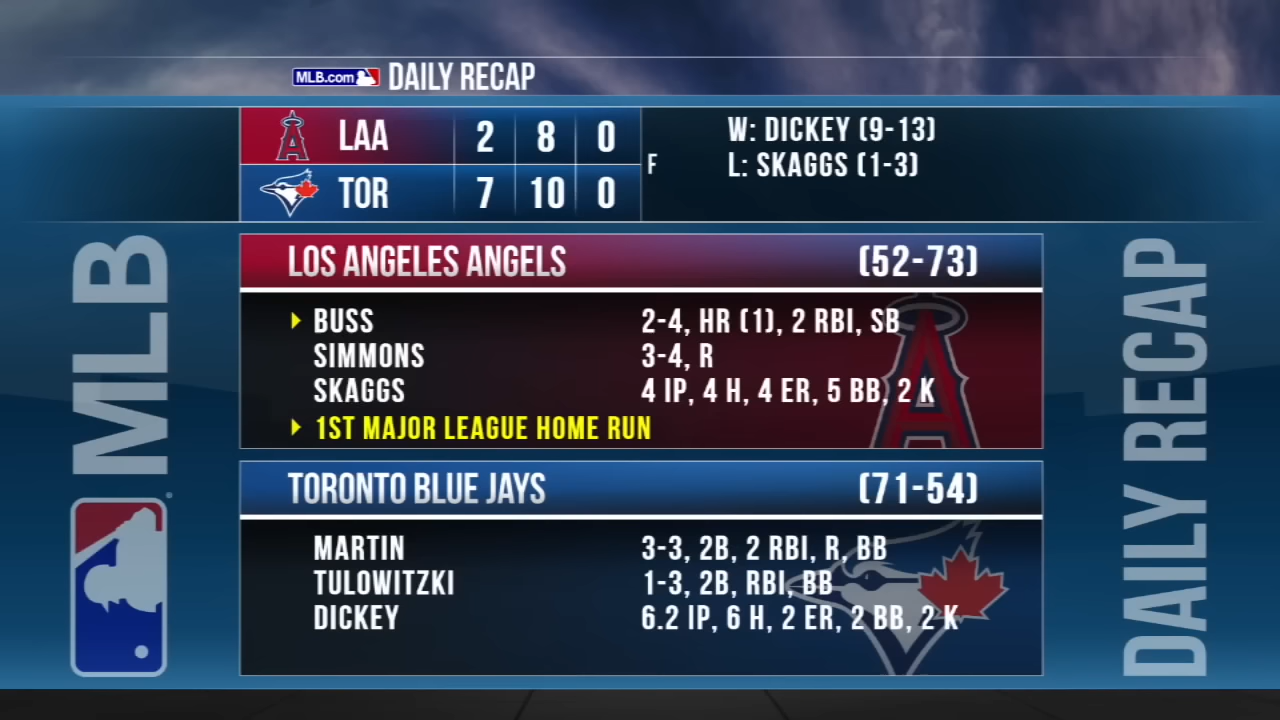 MLB.com DAILY RECAP
LAA 2 8 0
TOR 7 10 0
F
W: DICKEY (9-13)
L: SKAGGS (1-3)
MLB
LOS ANGELES ANGELS (52-73)
BUSS 2-4, HR (1), 2 RBI, SB
SIMMONS 3-4, R
SKAGGS 4 IP, 4 H, 4 ER, 5 BB, 2 K
1ST MAJOR LEAGUE HOME RUN
TORONTO BLUE JAYS (71-54)
MARTIN 3-3, 2B, 2 RBI, R, BB
TULOWITZKI 1-3, 2B, RBI, BB
DICKEY 6.2 IP, 6 H, 2 ER, 2 BB, 2 K
DAILY RECAP